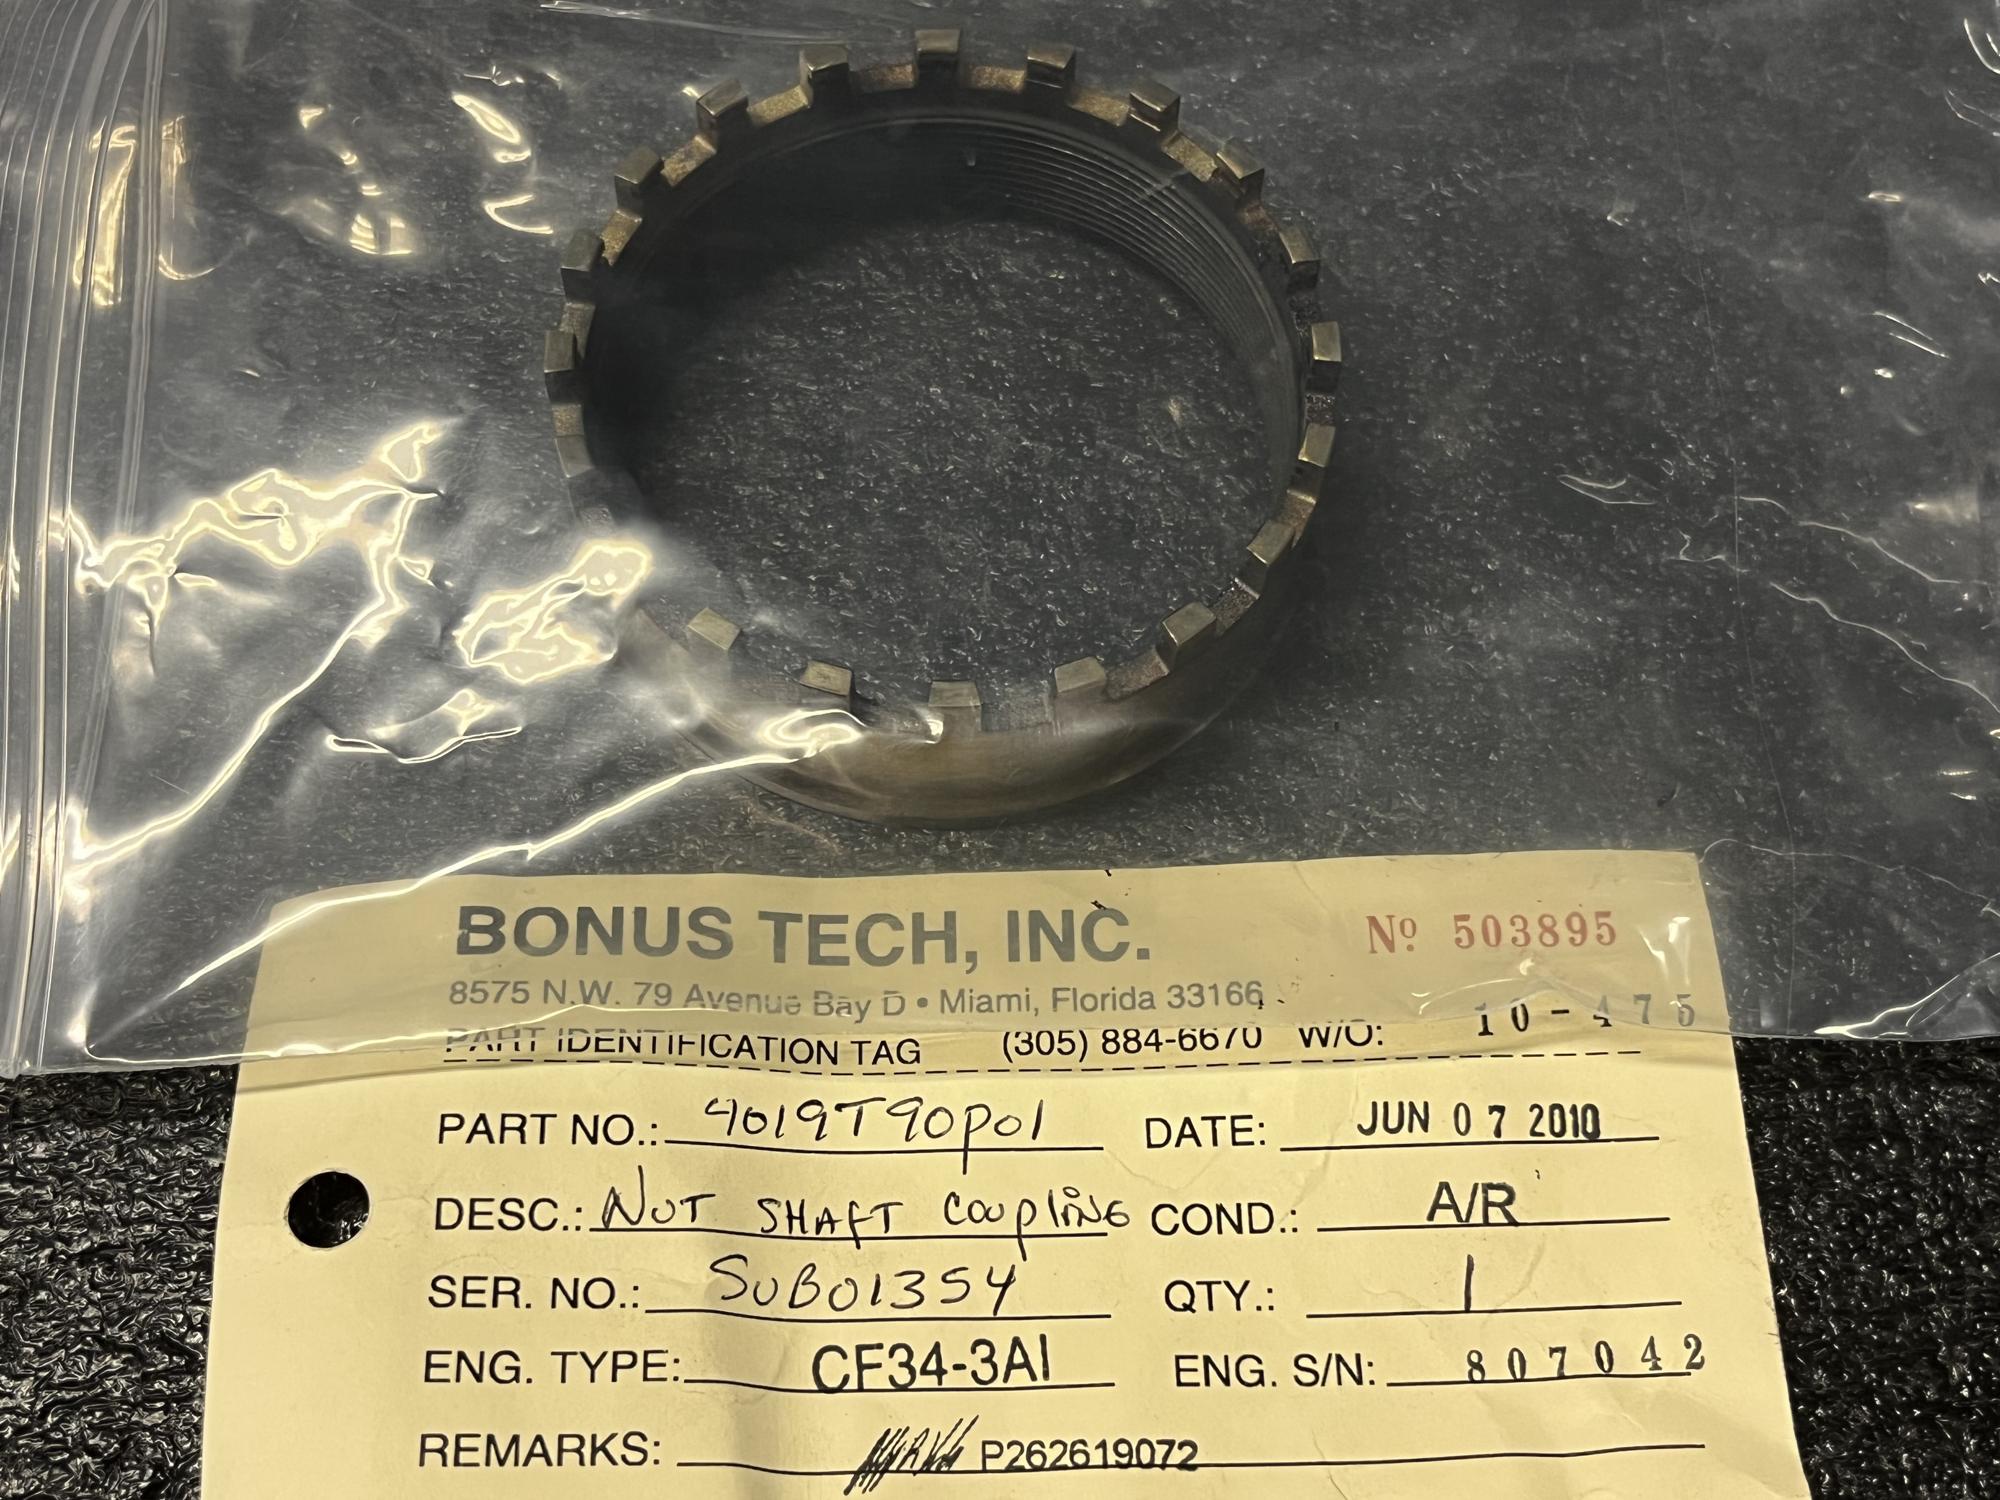 BONUS TECH, INC. Nº 503895
8575 N.W. 79 Avenue Bay D • Miami, Florida 33166
PART IDENTIFICATION TAG (305) 884-6670 W/O: 10-475
PART NO.: 4019T90P01 DATE: JUN 07 2010
DESC.: NUT SHAFT COUPLING COND.: A/R
SER. NO.: SUB01354 QTY.: 1
ENG. TYPE: CF34-3A1 ENG. S/N: 807042
REMARKS: P262619072